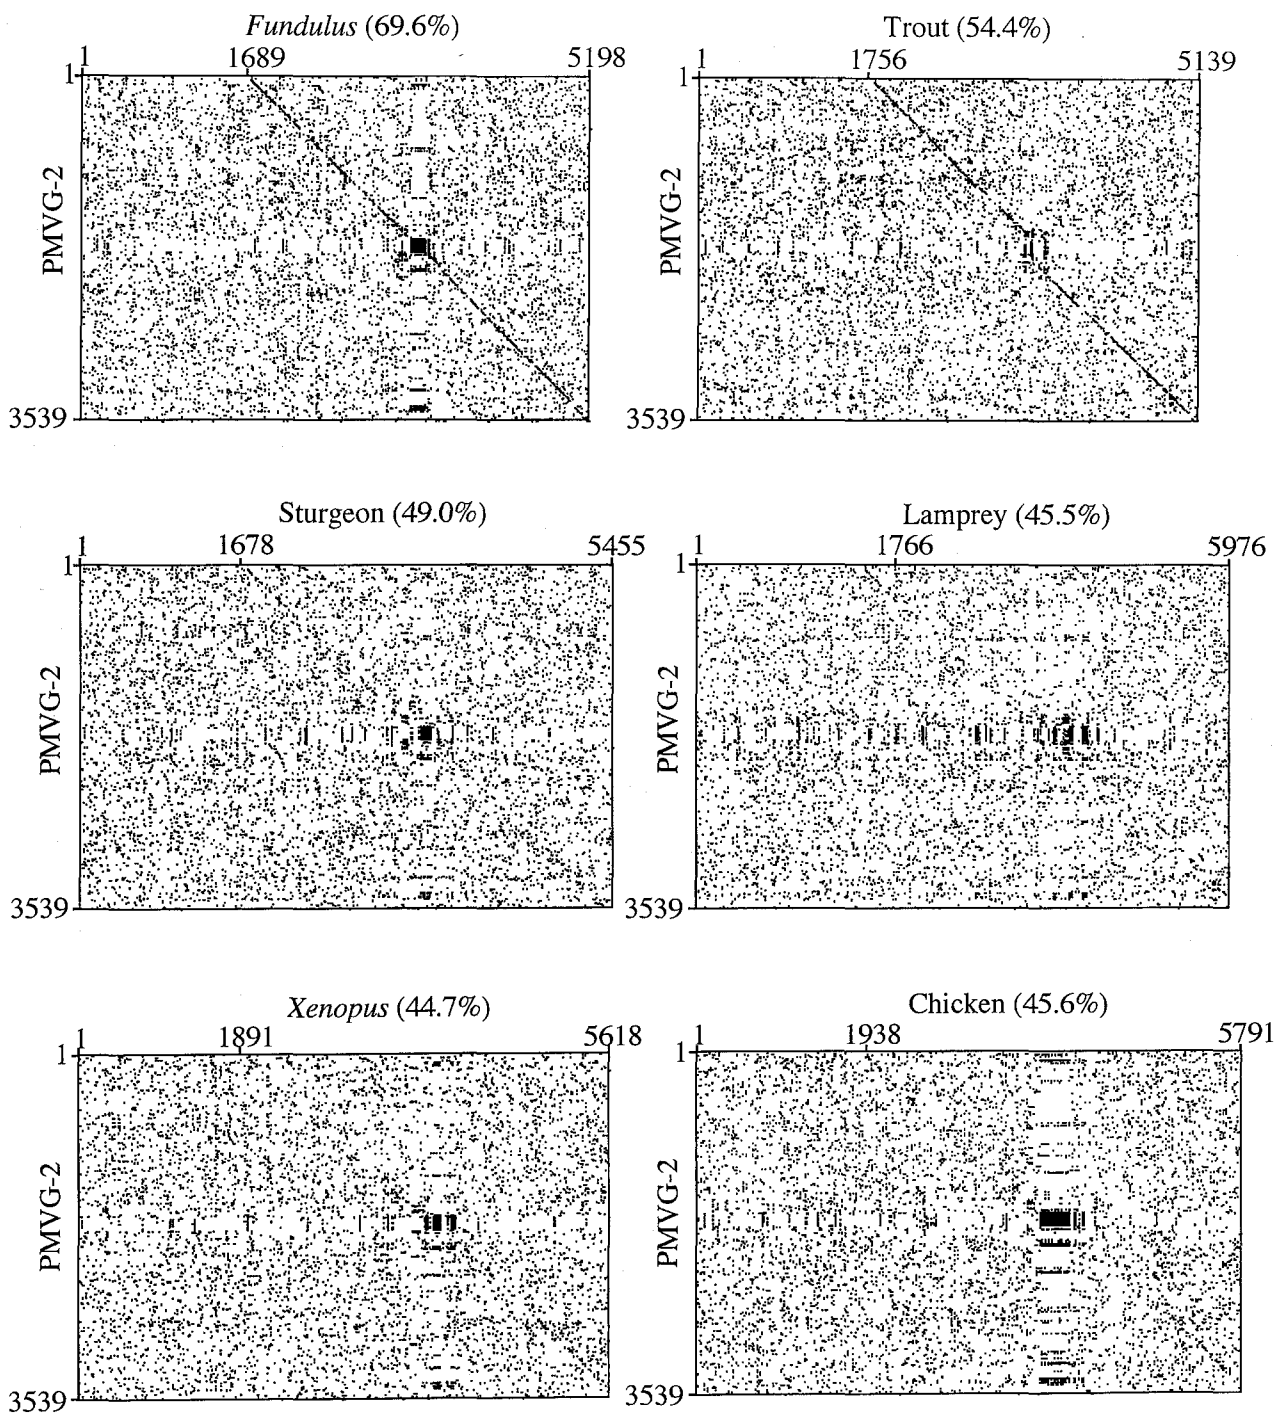 Fundulus (69.6%)
1 1689 5198
1
PMVG-2
3539
Trout (54.4%)
1 1756 5139
1
PMVG-2
3539
Sturgeon (49.0%)
1 1678 5455
1
PMVG-2
3539
Lamprey (45.5%)
1 1766 5976
1
PMVG-2
3539
Xenopus (44.7%)
1 1891 5618
1
PMVG-2
3539
Chicken (45.6%)
1 1938 5791
1
PMVG-2
3539